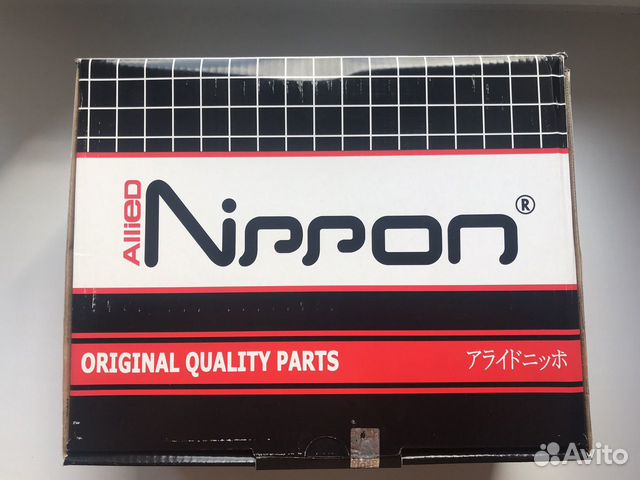 Allied
Nippon®
ORIGINAL QUALITY PARTS
アライドニッポ
Avito